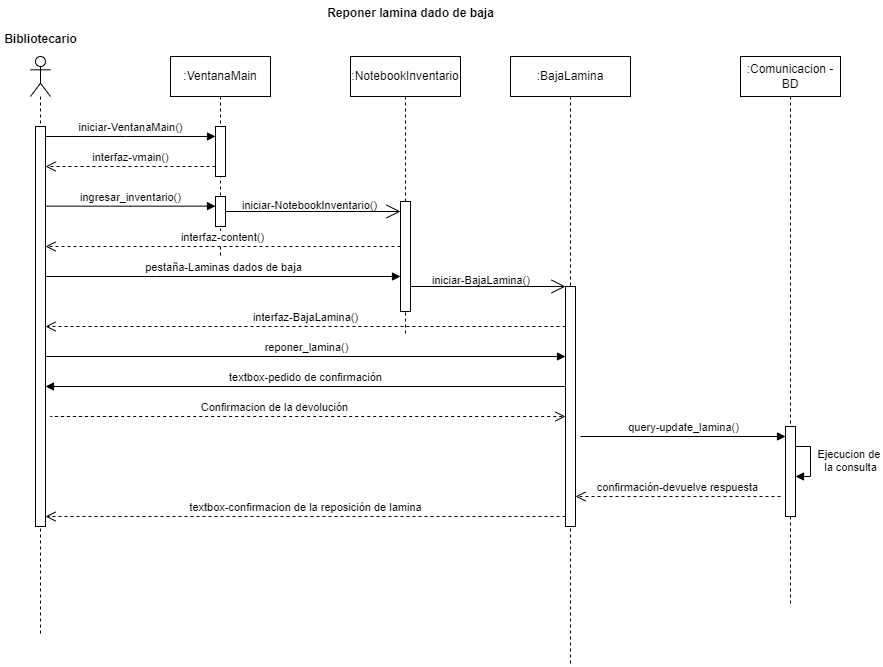 Reponer lamina dado de baja
Bibliotecario
:VentanaMain
:NotebookInventario
:BajaLamina
:Comunicacion -
BD
iniciar-VentanaMain()
interfaz-vmain()
ingresar_inventario()
iniciar-NotebookInventario()
interfaz-content()
pestaña-Laminas dados de baja
iniciar-BajaLamina()
interfaz-BajaLamina()
reponer_lamina()
textbox-pedido de confirmación
Confirmacion de la devolución
query-update_lamina()
Ejecucion de
la consulta
confirmación-devuelve respuesta
textbox-confirmacion de la reposición de lamina